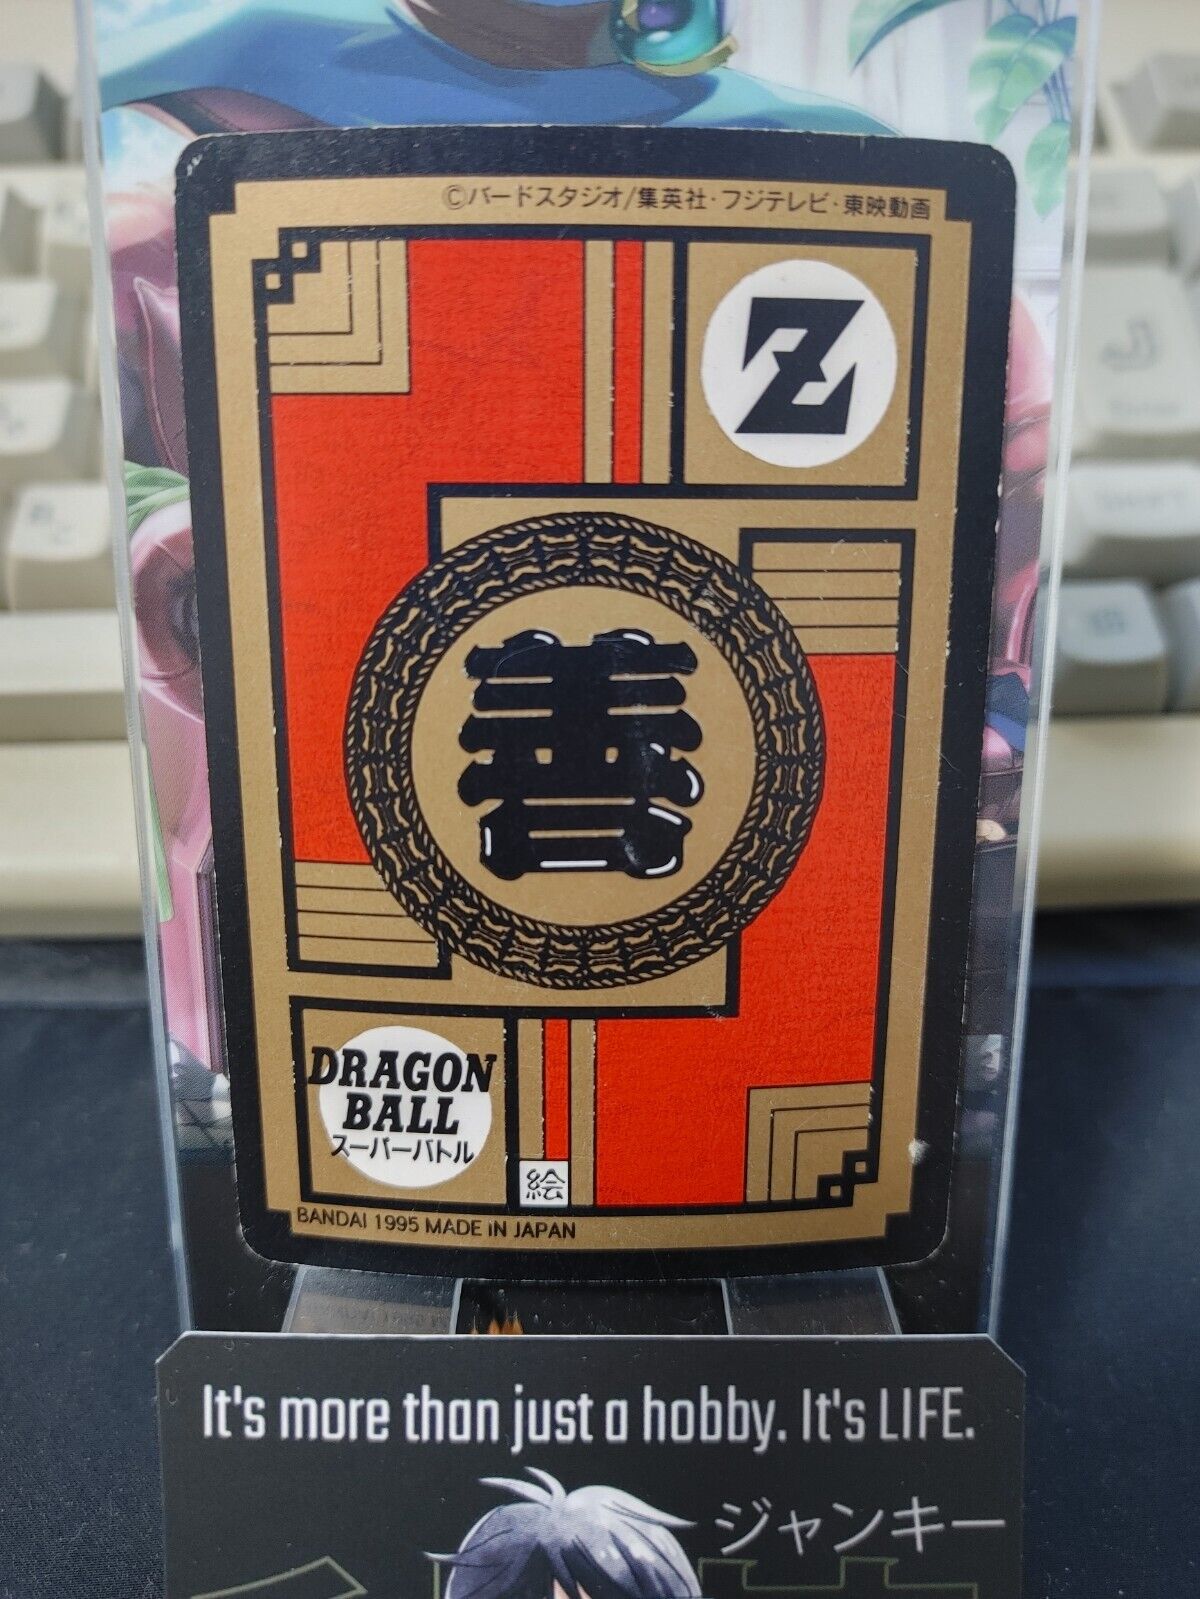 ©バードスタジオ/集英社・フジテレビ・東映動画
Z
善
DRAGON
BALL
スーパーバトル
絵
BANDAI 1995 MADE IN JAPAN
It's more than just a hobby. It's LIFE.
ジャンキー